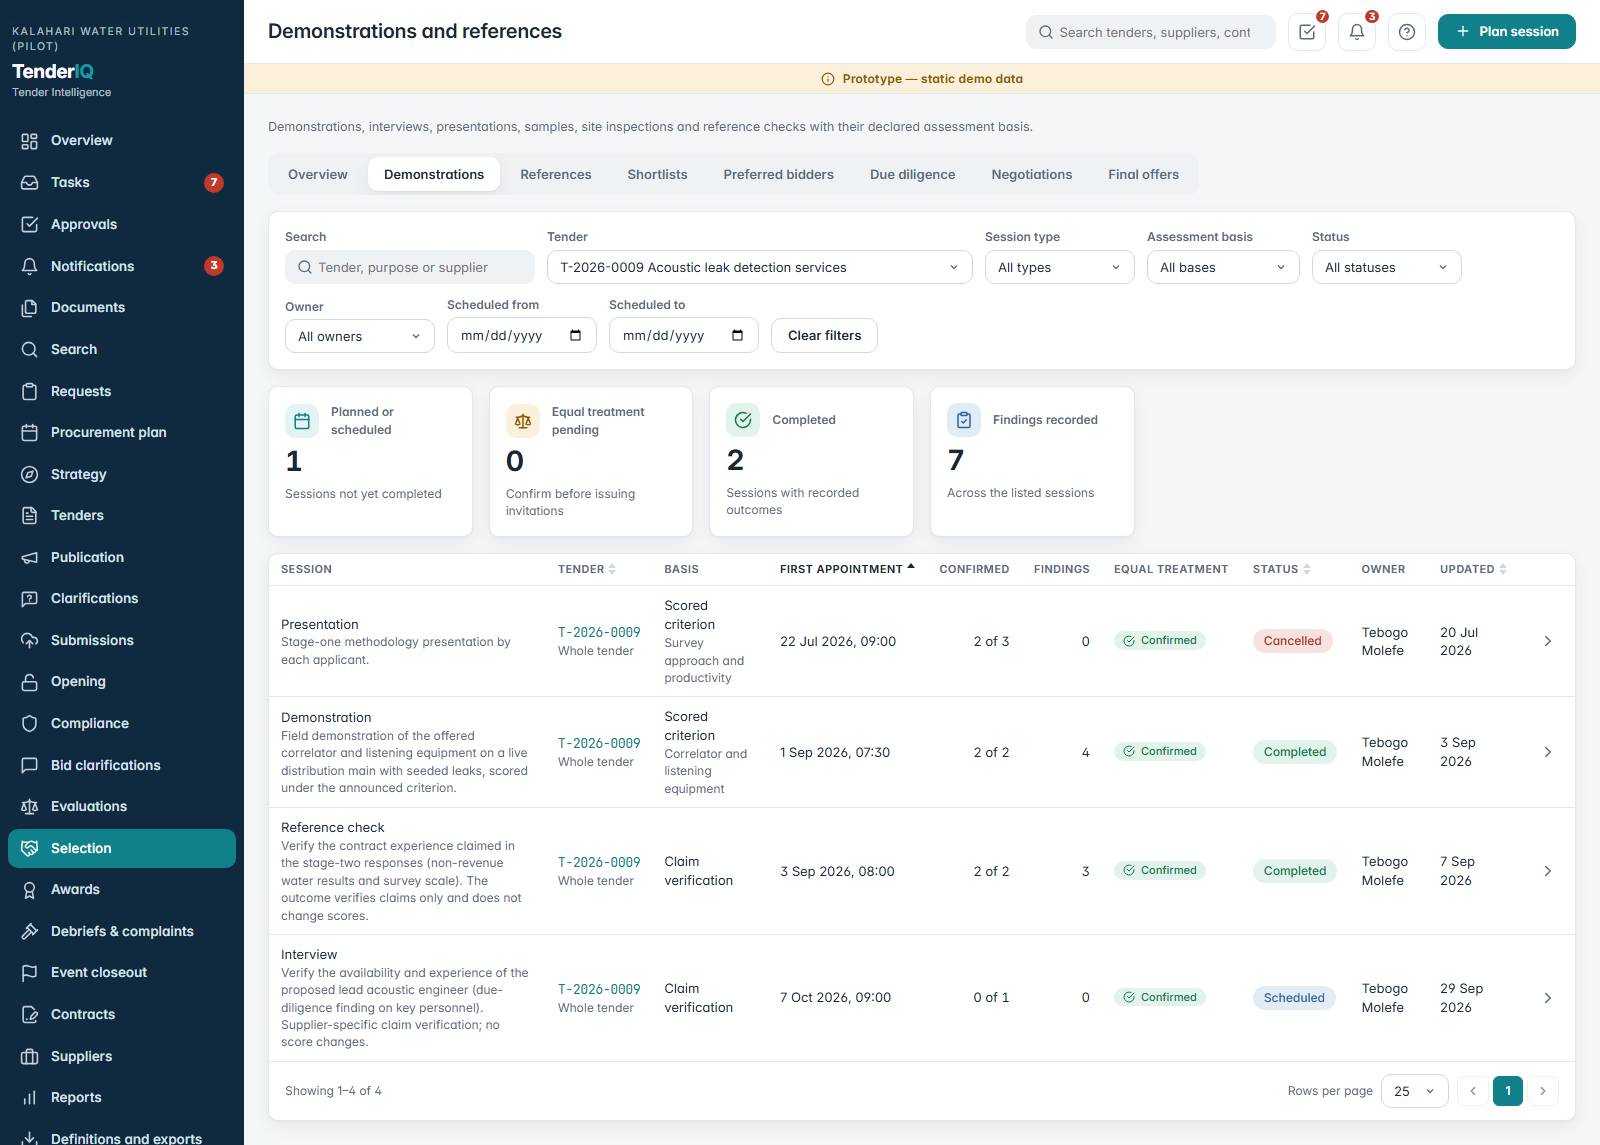 KALAHARI WATER UTILITIES
(PILOT)
TenderIQ
Tender Intelligence
Overview
Tasks 7
Approvals
Notifications 3
Documents
Search
Requests
Procurement plan
Strategy
Tenders
Publication
Clarifications
Submissions
Opening
Compliance
Bid clarifications
Evaluations
Selection
Awards
Debriefs & complaints
Event closeout
Contracts
Suppliers
Reports
Definitions and exports
Demonstrations and references
Search tenders, suppliers, cont
7
3
Plan session
Prototype — static demo data
Demonstrations, interviews, presentations, samples, site inspections and reference checks with their declared assessment basis.
Overview Demonstrations References Shortlists Preferred bidders Due diligence Negotiations Final offers
Search Tender Session type Assessment basis Status
Tender, purpose or supplier T-2026-0009 Acoustic leak detection services All types All bases All statuses
Owner Scheduled from Scheduled to
All owners mm/dd/yyyy mm/dd/yyyy Clear filters
Planned or
scheduled
1
Sessions not yet completed
Equal treatment
pending
0
Confirm before issuing
invitations
Completed
2
Sessions with recorded
outcomes
Findings recorded
7
Across the listed sessions
SESSION TENDER BASIS FIRST APPOINTMENT CONFIRMED FINDINGS EQUAL TREATMENT STATUS OWNER UPDATED
Presentation
Stage-one methodology presentation by
each applicant.
T-2026-0009
Whole tender
Scored
criterion
Survey
approach and
productivity
22 Jul 2026, 09:00
2 of 3
0
Confirmed
Cancelled
Tebogo
Molefe
20 Jul
2026
Demonstration
Field demonstration of the offered
correlator and listening equipment on a live
distribution main with seeded leaks, scored
under the announced criterion.
T-2026-0009
Whole tender
Scored
criterion
Correlator and
listening
equipment
1 Sep 2026, 07:30
2 of 2
4
Confirmed
Completed
Tebogo
Molefe
3 Sep
2026
Reference check
Verify the contract experience claimed in
the stage-two responses (non-revenue
water results and survey scale). The
outcome verifies claims only and does not
change scores.
T-2026-0009
Whole tender
Claim
verification
3 Sep 2026, 08:00
2 of 2
3
Confirmed
Completed
Tebogo
Molefe
7 Sep
2026
Interview
Verify the availability and experience of the
proposed lead acoustic engineer (due-
diligence finding on key personnel).
Supplier-specific claim verification; no
score changes.
T-2026-0009
Whole tender
Claim
verification
7 Oct 2026, 09:00
0 of 1
0
Confirmed
Scheduled
Tebogo
Molefe
29 Sep
2026
Showing 1–4 of 4
Rows per page 25 1